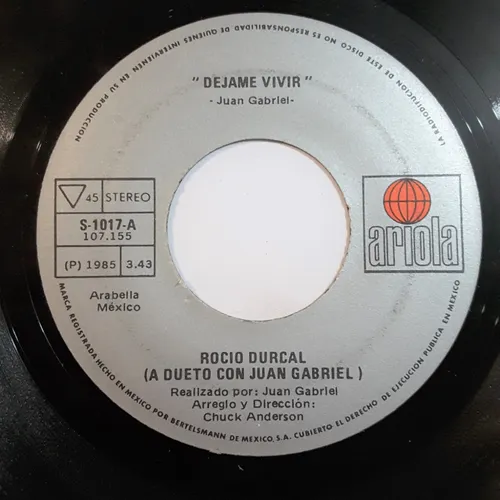 LA RADIODIFUCION DE ESTE DISCO NO ES RESPONSABILIDAD DE QUIENES INTERVIENEN EN SU PRODUCCION
" DEJAME VIVIR "
- Juan Gabriel-
45 STEREO
S-1017-A
107.155
(P) 1985 3.43
Arabella
México
ariola
ROCIO DURCAL
(A DUETO CON JUAN GABRIEL )
Realizado por: Juan Gabriel
Arreglo y Dirección:
Chuck Anderson
MARCA REGISTRADA HECHO EN MEXICO POR BERTELSMANN DE MEXICO, S.A. CUBIERTO EL DERECHO DE EJECUCION PUBLICA EN MEXICO